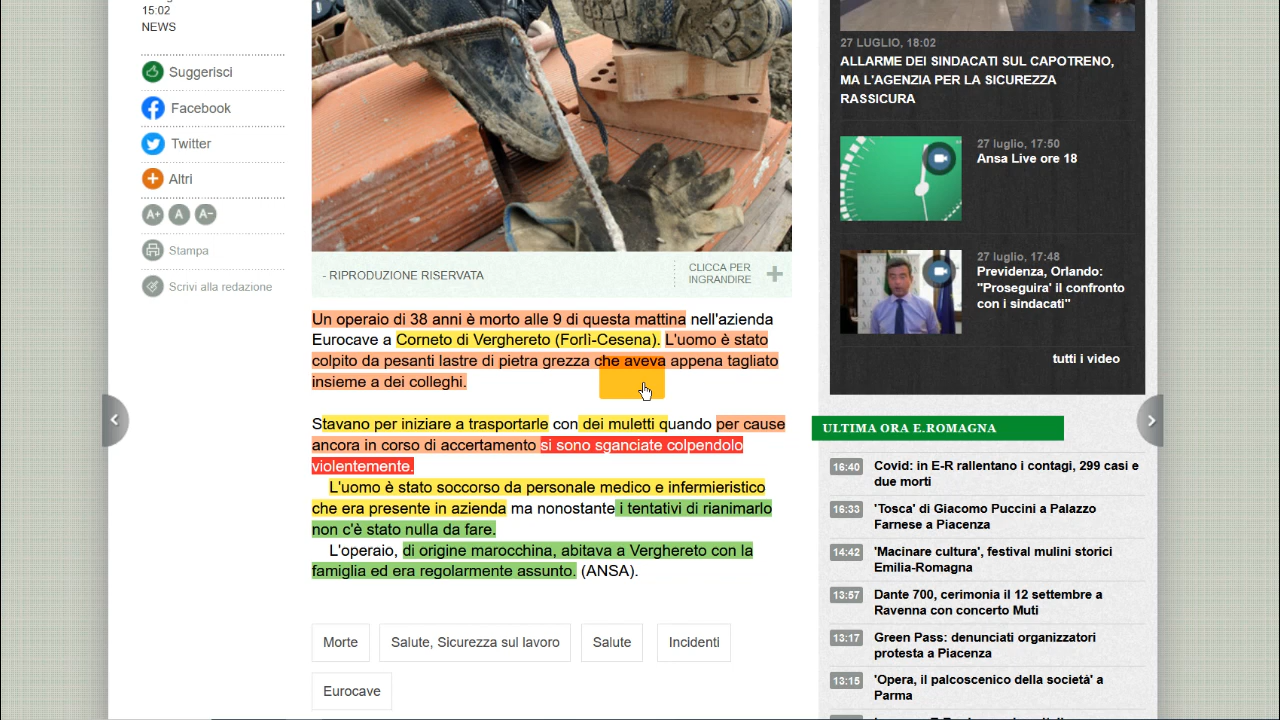 15:02
NEWS
Suggerisci
Facebook
Twitter
Altri
A+ A A-
Stampa
Scrivi alla redazione
- RIPRODUZIONE RISERVATA
CLICCA PER
INGRANDIRE
Un operaio di 38 anni è morto alle 9 di questa mattina nell'azienda
Eurocave a Corneto di Verghereto (Forlì-Cesena). L'uomo è stato
colpito da pesanti lastre di pietra grezza che aveva appena tagliato
insieme a dei colleghi.
Stavano per iniziare a trasportarle con dei muletti quando per cause
ancora in corso di accertamento si sono sganciate colpendolo
violentemente.
L'uomo è stato soccorso da personale medico e infermieristico
che era presente in azienda ma nonostante i tentativi di rianimarlo
non c'è stato nulla da fare.
L'operaio, di origine marocchina, abitava a Verghereto con la
famiglia ed era regolarmente assunto. (ANSA).
Morte
Salute, Sicurezza sul lavoro
Salute
Incidenti
Eurocave
27 LUGLIO, 18:02
ALLARME DEI SINDACATI SUL CAPOTRENO,
MA L'AGENZIA PER LA SICUREZZA
RASSICURA
27 luglio, 17:50
Ansa Live ore 18
27 luglio, 17:48
Previdenza, Orlando:
"Proseguira' il confronto
con i sindacati"
tutti i video
ULTIMA ORA E.ROMAGNA
16:40 Covid: in E-R rallentano i contagi, 299 casi e
due morti
16:33 'Tosca' di Giacomo Puccini a Palazzo
Farnese a Piacenza
14:42 'Macinare cultura', festival mulini storici
Emilia-Romagna
13:57 Dante 700, cerimonia il 12 settembre a
Ravenna con concerto Muti
13:17 Green Pass: denunciati organizzatori
protesta a Piacenza
13:15 'Opera, il palcoscenico della società' a
Parma